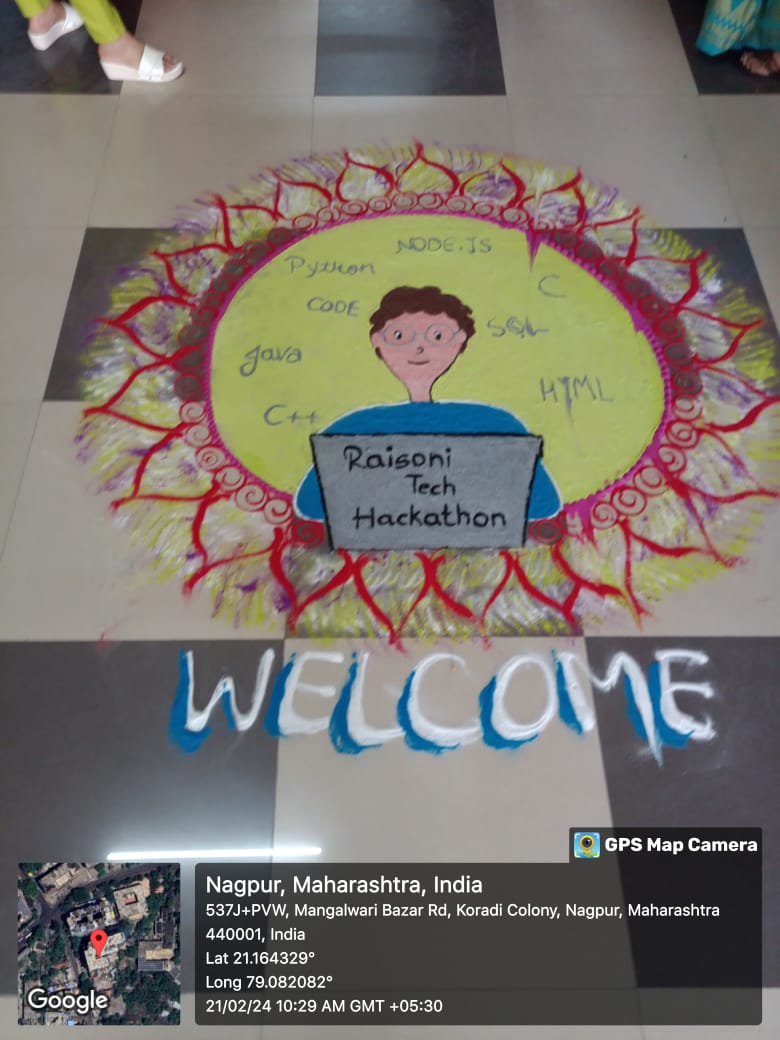 NODE.JS
Python
C
CODE
SQL
Java
HTML
C++
Raisoni
Tech
Hackathon
WELCOME
GPS Map Camera
Nagpur, Maharashtra, India
537J+PVW, Mangalwari Bazar Rd, Koradi Colony, Nagpur, Maharashtra
440001, India
Lat 21.164329°
Long 79.082082°
21/02/24 10:29 AM GMT +05:30
Google